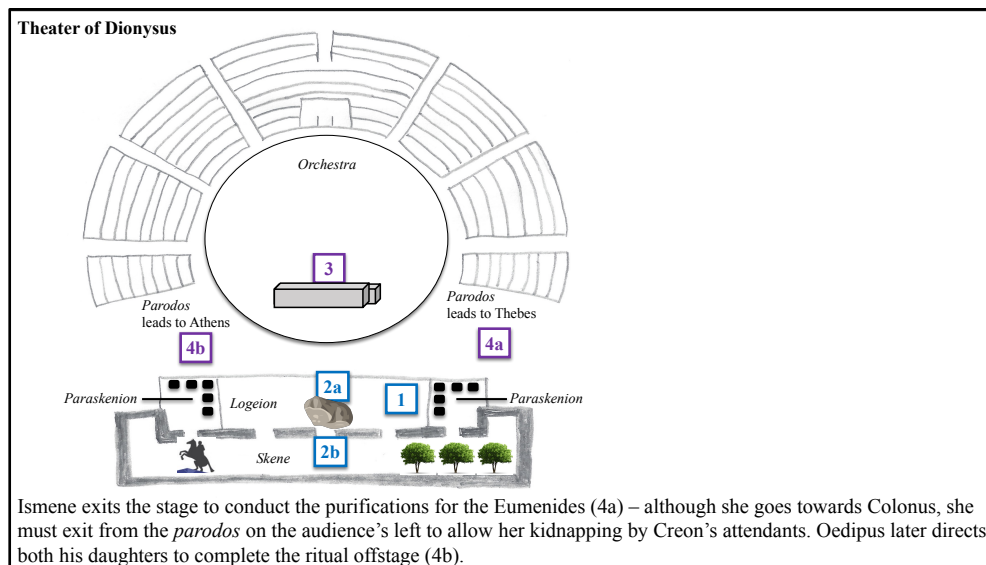 Theater of Dionysus
Orchestra
3
Parodos
leads to Athens
Parodos
leads to Thebes
4b
4a
2a
1
Paraskenion
Logeion
Paraskenion
2b
Skene
Ismene exits the stage to conduct the purifications for the Eumenides (4a) – although she goes towards Colonus, she
must exit from the parodos on the audience’s left to allow her kidnapping by Creon’s attendants. Oedipus later directs
both his daughters to complete the ritual offstage (4b).